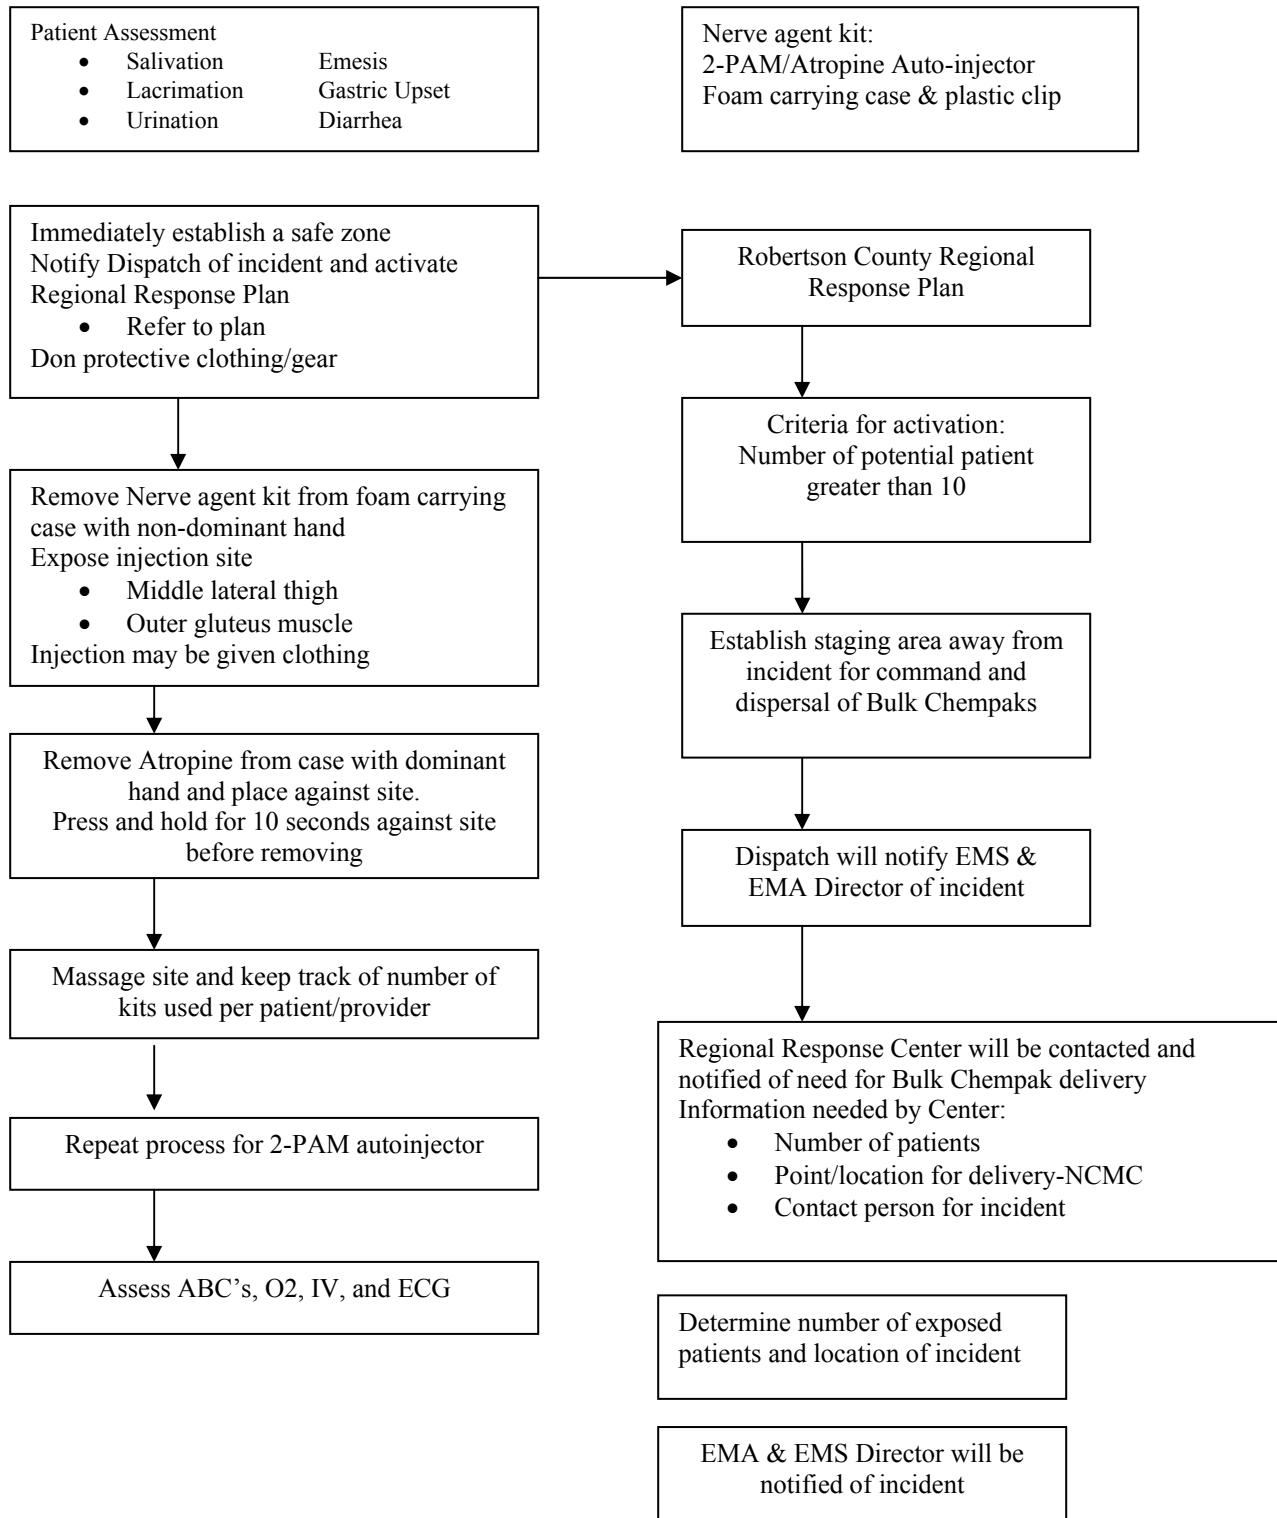 Patient Assessment
• Salivation Emesis
• Lacrimation Gastric Upset
• Urination Diarrhea
Nerve agent kit:
2-PAM/Atropine Auto-injector
Foam carrying case & plastic clip
Immediately establish a safe zone
Notify Dispatch of incident and activate
Regional Response Plan
• Refer to plan
Don protective clothing/gear
Robertson County Regional
Response Plan
Criteria for activation:
Number of potential patient
greater than 10
Remove Nerve agent kit from foam carrying
case with non-dominant hand
Expose injection site
• Middle lateral thigh
• Outer gluteus muscle
Injection may be given clothing
Establish staging area away from
incident for command and
dispersal of Bulk Chempaks
Remove Atropine from case with dominant
hand and place against site.
Press and hold for 10 seconds against site
before removing
Dispatch will notify EMS &
EMA Director of incident
Massage site and keep track of number of
kits used per patient/provider
Regional Response Center will be contacted and
notified of need for Bulk Chempak delivery
Information needed by Center:
• Number of patients
• Point/location for delivery-NCMC
• Contact person for incident
Repeat process for 2-PAM autoinjector
Assess ABC’s, O2, IV, and ECG
Determine number of exposed
patients and location of incident
EMA & EMS Director will be
notified of incident